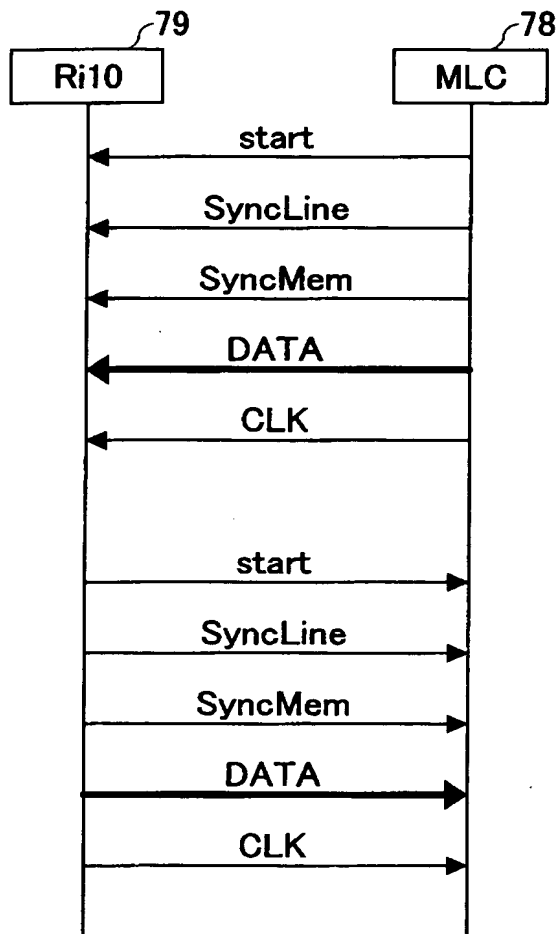 79
78
Ri10
MLC
start
SyncLine
SyncMem
DATA
CLK
start
SyncLine
SyncMem
DATA
CLK